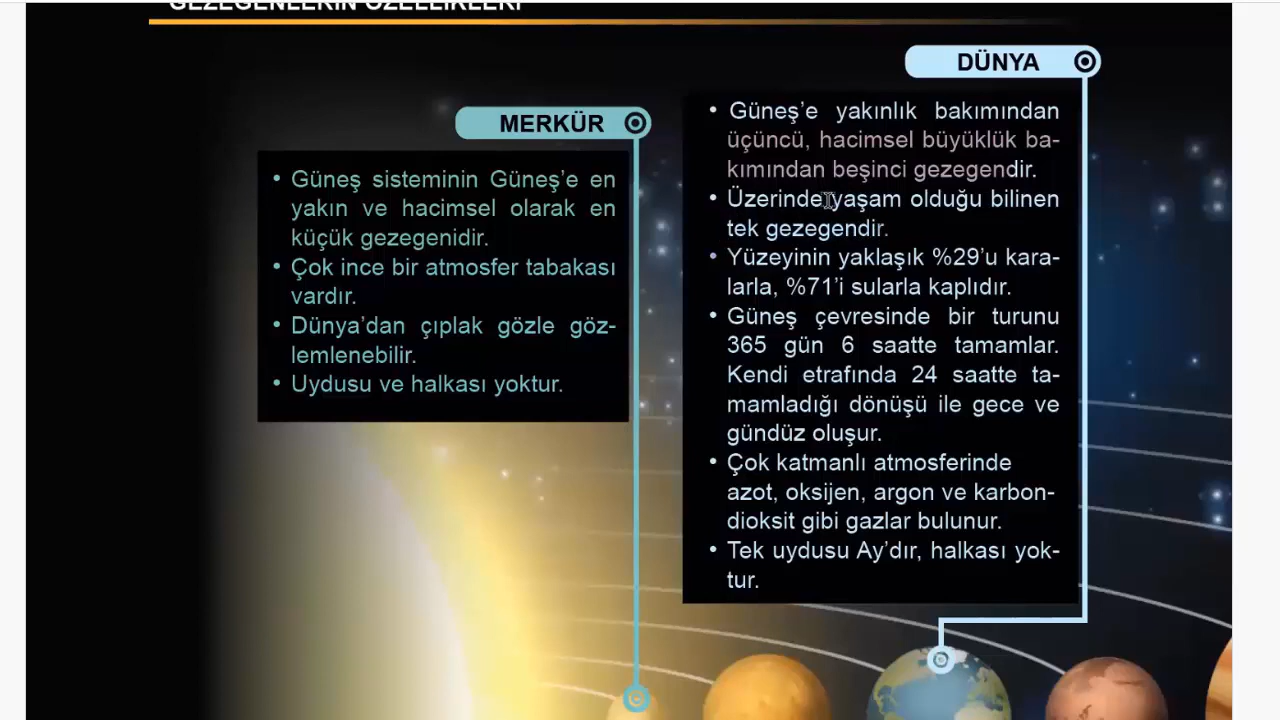 GEZEGENLERİN ÖZELLİKLERİ
MERKÜR
• Güneş sisteminin Güneş’e en
yakın ve hacimsel olarak en
küçük gezegenidir.
• Çok ince bir atmosfer tabakası
vardır.
• Dünya’dan çıplak gözle göz-
lemlenebilir.
• Uydusu ve halkası yoktur.
DÜNYA
• Güneş’e yakınlık bakımından
üçüncü, hacimsel büyüklük ba-
kımından beşinci gezegendir.
• Üzerinde yaşam olduğu bilinen
tek gezegendir.
• Yüzeyinin yaklaşık %29’u kara-
larla, %71’i sularla kaplıdır.
• Güneş çevresinde bir turunu
365 gün 6 saatte tamamlar.
Kendi etrafında 24 saatte ta-
mamladığı dönüşü ile gece ve
gündüz oluşur.
• Çok katmanlı atmosferinde
azot, oksijen, argon ve karbon-
dioksit gibi gazlar bulunur.
• Tek uydusu Ay’dır, halkası yok-
tur.